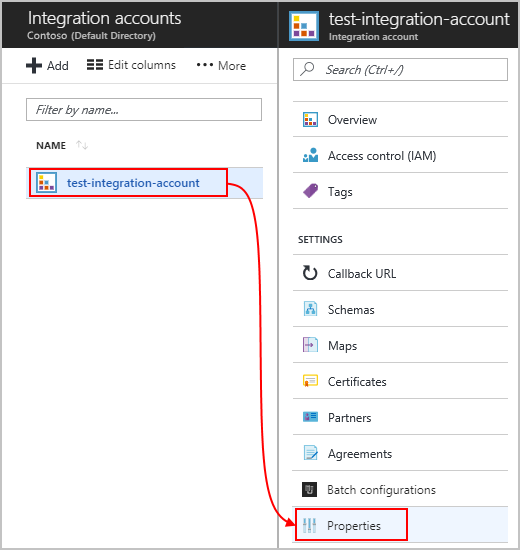 Integration accounts
Contoso (Default Directory)
Add
Edit columns
More
Filter by name...
NAME
test-integration-account
test-integration-account
Integration account
Search (Ctrl+/)
Overview
Access control (IAM)
Tags
SETTINGS
Callback URL
Schemas
Maps
Certificates
Partners
Agreements
Batch configurations
Properties